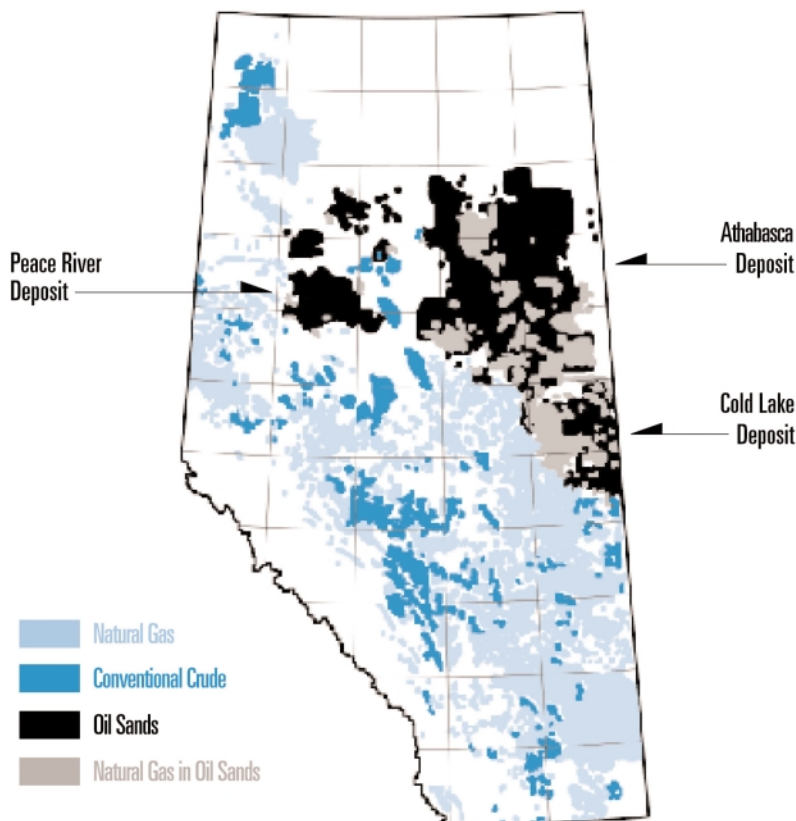 Peace River
Deposit
Athabasca
Deposit
Cold Lake
Deposit
Natural Gas
Conventional Crude
Oil Sands
Natural Gas in Oil Sands